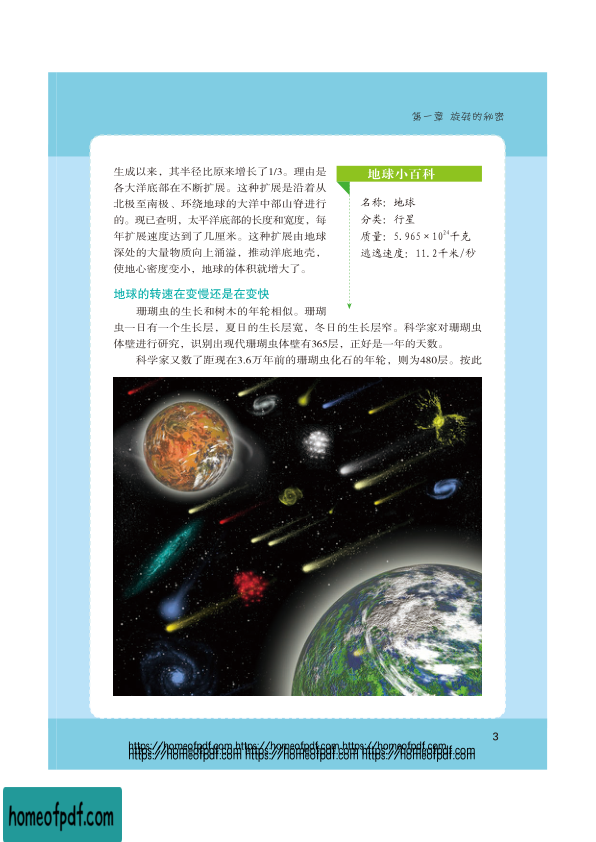 第一章 旋转的秘密
生成以来，其半径比原来增长了1/3。理由是
各大洋底部在不断扩展。这种扩展是沿着从
北极至南极、环绕地球的大洋中部山脊进行
的。现已查明，太平洋底部的长度和宽度，每
年扩展速度达到了几厘米。这种扩展由地球
深处的大量物质向上涌溢，推动洋底地壳，
使地心密度变小，地球的体积就增大了。
地球小百科
名称：地球
分类：行星
质量：5.965×10²⁴千克
逃逸速度：11.2千米/秒
地球的转速在变慢还是在变快
珊瑚虫的生长和树木的年轮相似。珊瑚
虫一日有一个生长层，夏日的生长层宽，冬日的生长层窄。科学家对珊瑚虫
体壁进行研究，识别出现代珊瑚虫体壁有365层，正好是一年的天数。
科学家又数了距现在3.6万年前的珊瑚虫化石的年轮，则为480层。按此
3
https://homeofpdf.com https://homeofpdf.com https://homeofpdf.com
https://homeofpdf.com https://homeofpdf.com https://homeofpdf.com
https://homeofpdf.com https://homeofpdf.com https://homeofpdf.com
homeofpdf.com